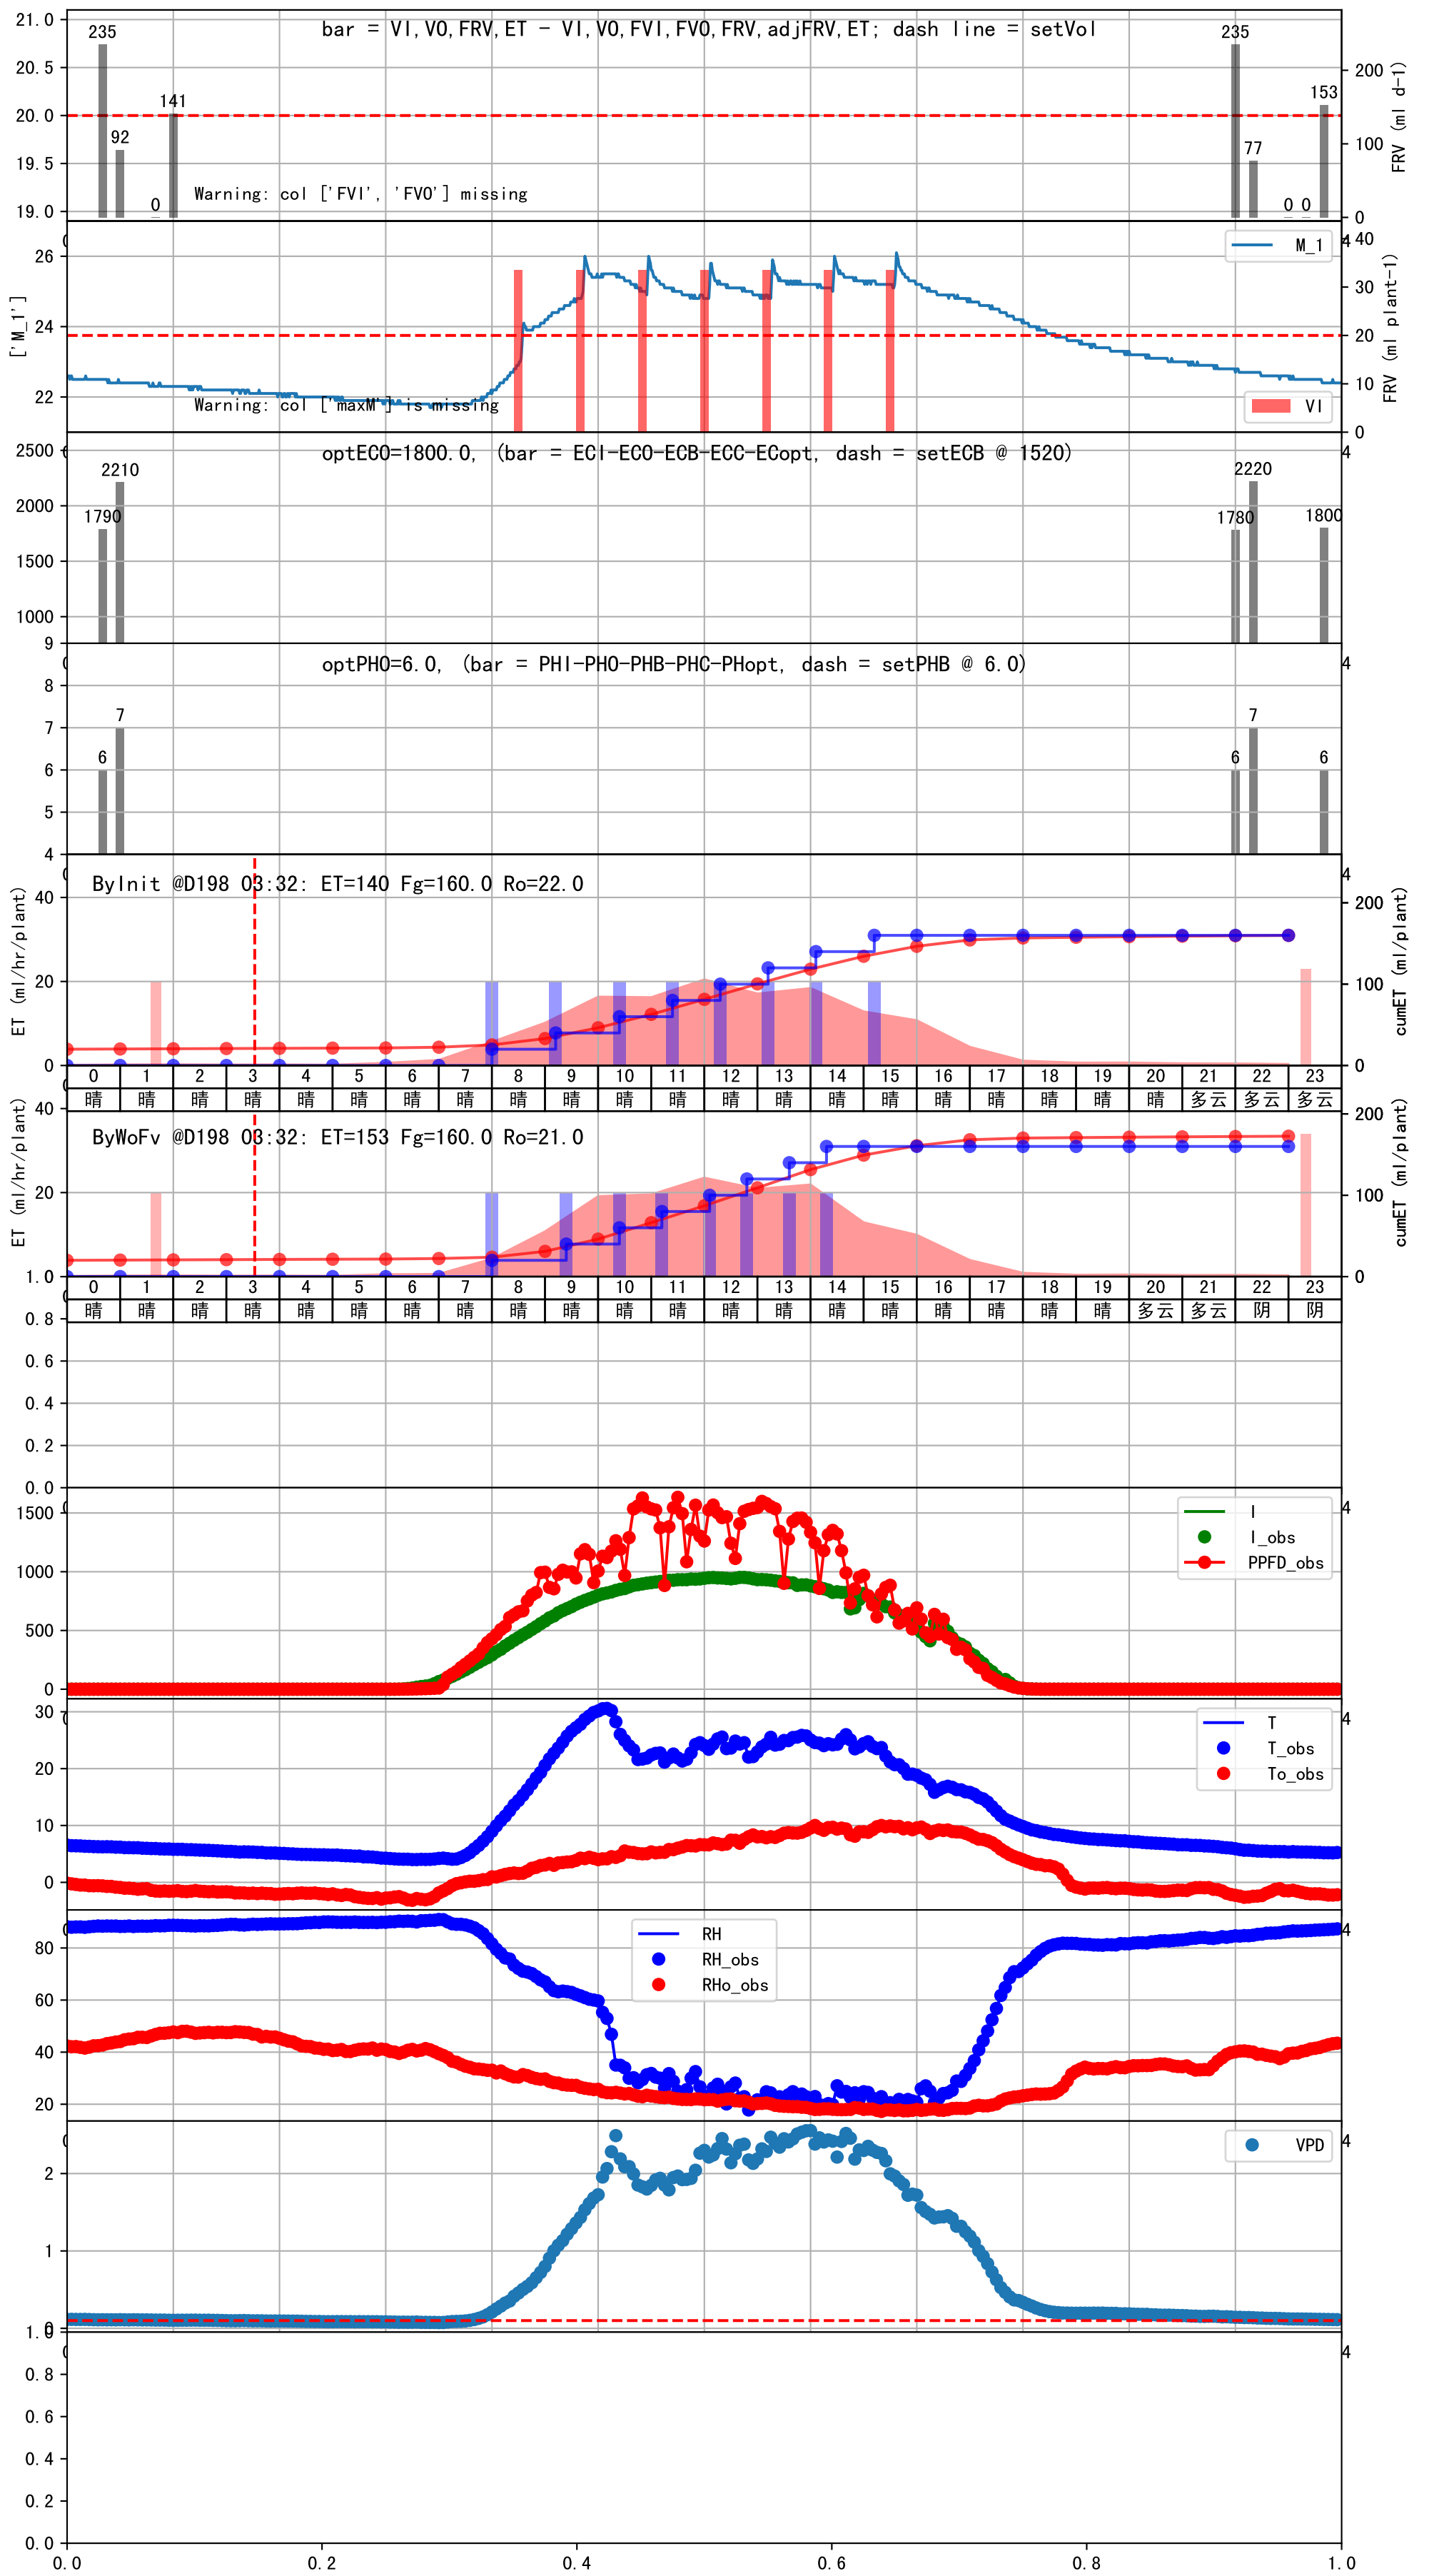 bar = VI,VO,FRV,ET - VI,VO,FVI,FVO,FRV,adjFRV,ET; dash line = setVol
21.0
20.5
20.0
19.5
19.0
235
92
0
141
235
77
0 0
153
200
100
0
FRV (ml d-1)
Warning: col ['FVI', 'FVO'] missing
['M_1']
26
24
22
4
40
30
20
10
0
FRV (ml plant-1)
M_1
VI
Warning: col ['maxM'] is missing
optECO=1800.0, (bar = ECI-ECO-ECB-ECC-ECopt, dash = setECB @ 1520)
2500
2000
1500
1000
1790
2210
1780
2220
1800
4
optPHO=6.0, (bar = PHI-PHO-PHB-PHC-PHopt, dash = setPHB @ 6.0)
9
8
7
6
5
4
6
7
6
7
6
4
ByInit @D198 03:32: ET=140 Fg=160.0 Ro=22.0
ET (ml/hr/plant)
40
20
0
4
200
100
0
cumET (ml/plant)
0 1 2 3 4 5 6 7 8 9 10 11 12 13 14 15 16 17 18 19 20 21 22 23
晴 晴 晴 晴 晴 晴 晴 晴 晴 晴 晴 晴 晴 晴 晴 晴 晴 晴 晴 晴 晴 多云 多云 多云
ByWoFv @D198 03:32: ET=153 Fg=160.0 Ro=21.0
ET (ml/hr/plant)
40
20
200
100
0
cumET (ml/plant)
0 1 2 3 4 5 6 7 8 9 10 11 12 13 14 15 16 17 18 19 20 21 22 23
晴 晴 晴 晴 晴 晴 晴 晴 晴 晴 晴 晴 晴 晴 晴 晴 晴 晴 晴 晴 多云 多云 阴 阴
1.0
0.8
0.6
0.4
0.2
0.0
1500
1000
500
0
4
I
I_obs
PPFD_obs
30
20
10
0
4
T
T_obs
To_obs
80
60
40
20
4
RH
RH_obs
RHo_obs
2
1
0
4
VPD
1.0
0.8
0.6
0.4
0.2
0.0
4
0.0 0.2 0.4 0.6 0.8 1.0